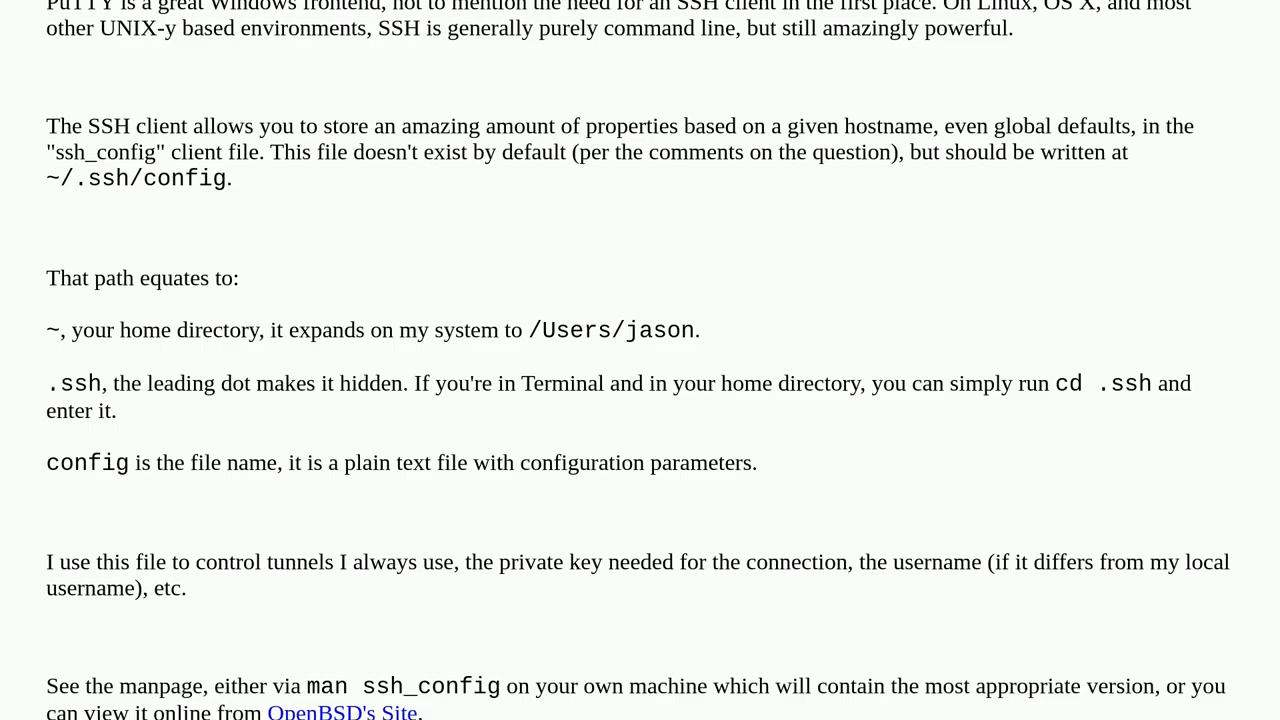 PuTTY is a great Windows frontend, not to mention the need for an SSH client in the first place. On Linux, OS X, and most
other UNIX-y based environments, SSH is generally purely command line, but still amazingly powerful.
The SSH client allows you to store an amazing amount of properties based on a given hostname, even global defaults, in the
"ssh_config" client file. This file doesn't exist by default (per the comments on the question), but should be written at
~/.ssh/config.
That path equates to:
~, your home directory, it expands on my system to /Users/jason.
.ssh, the leading dot makes it hidden. If you're in Terminal and in your home directory, you can simply run cd .ssh and
enter it.
config is the file name, it is a plain text file with configuration parameters.
I use this file to control tunnels I always use, the private key needed for the connection, the username (if it differs from my local
username), etc.
See the manpage, either via man ssh_config on your own machine which will contain the most appropriate version, or you
can view it online from OpenBSD's Site.